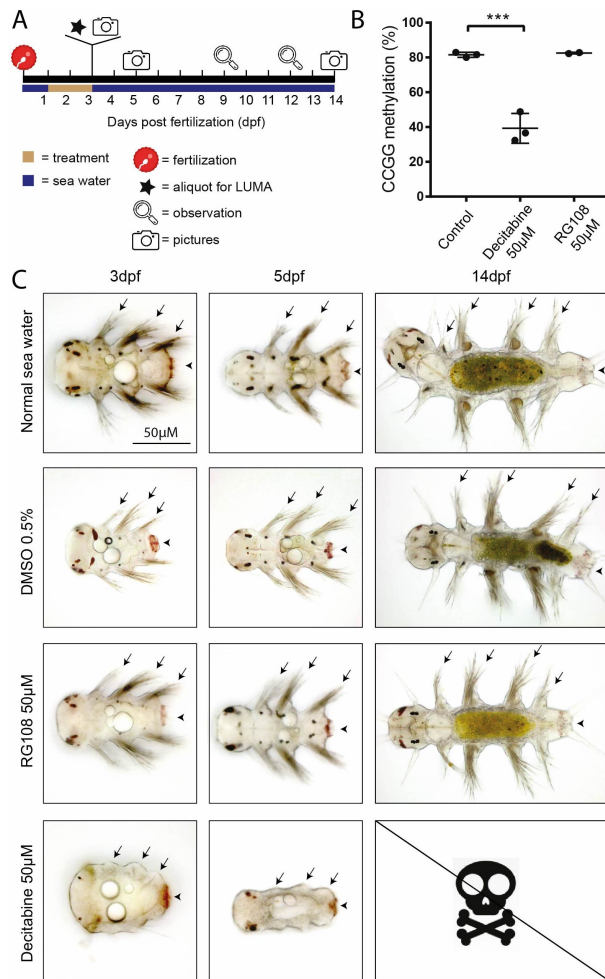 A
1 2 3 4 5 6 7 8 9 10 11 12 13 14
Days post fertilization (dpf)
= treatment
= sea water
= fertilization
= aliquot for LUMA
= observation
= pictures
B
***
CCGG methylation (%)
100
80
60
40
20
0
Control
Decitabine
50µM
RG108
50µM
C
3dpf 5dpf 14dpf
Normal sea water
50µM
DMSO 0.5%
RG108 50µM
Decitabine 50µM